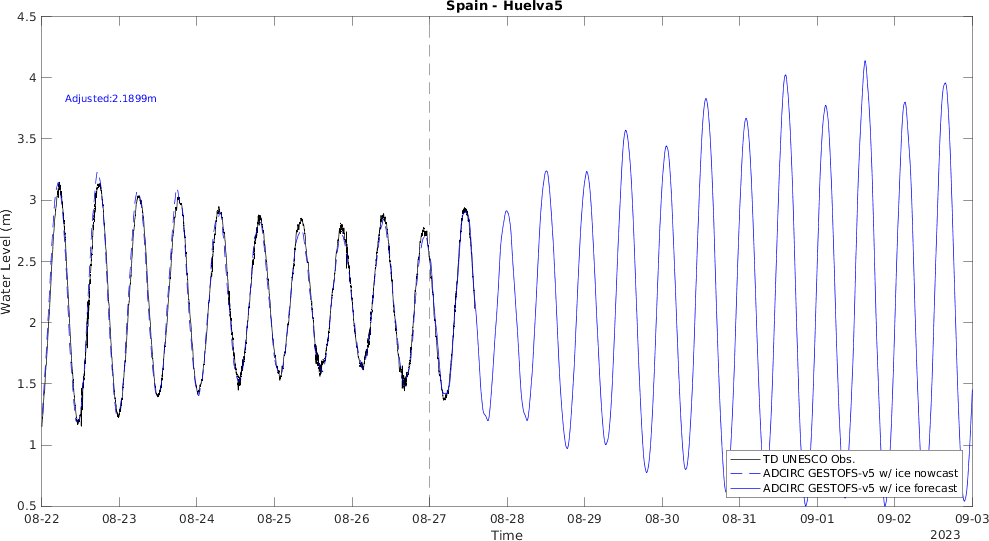 Spain - Huelva5
4.5
4
3.5
3
2.5
2
1.5
1
0.5
Water Level (m)
Adjusted:2.1899m
TD UNESCO Obs.
ADCIRC GESTOFS-v5 w/ ice nowcast
ADCIRC GESTOFS-v5 w/ ice forecast
08-22 08-23 08-24 08-25 08-26 08-27 08-28 08-29 08-30 08-31 09-01 09-02 09-03
Time
2023